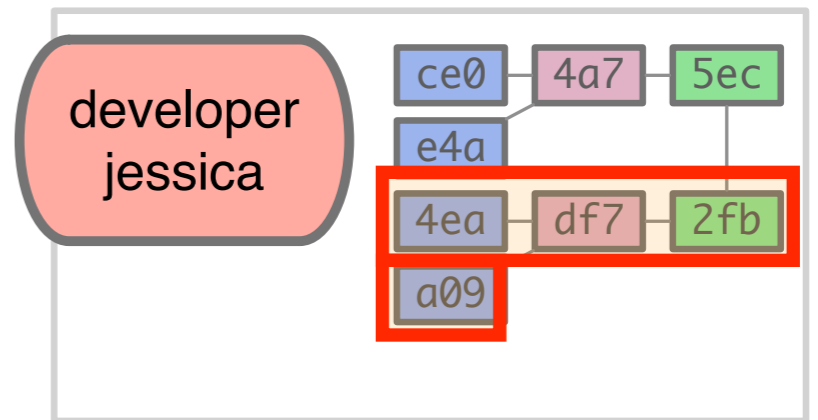 developer
jessica
ce0 4a7 5ec
e4a
4ea df7 2fb
a09